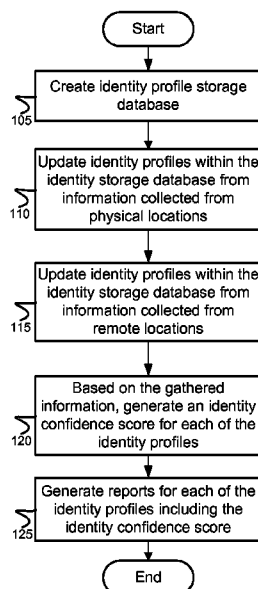 Start
Create identity profile storage
database
105
Update identity profiles within the
identity storage database from
information collected from
physical locations
110
Update identity profiles within the
identity storage database from
information collected from
remote locations
115
Based on the gathered
information, generate an identity
confidence score for each of the
identity profiles
120
Generate reports for each of the
identity profiles including the
identity confidence score
125
End